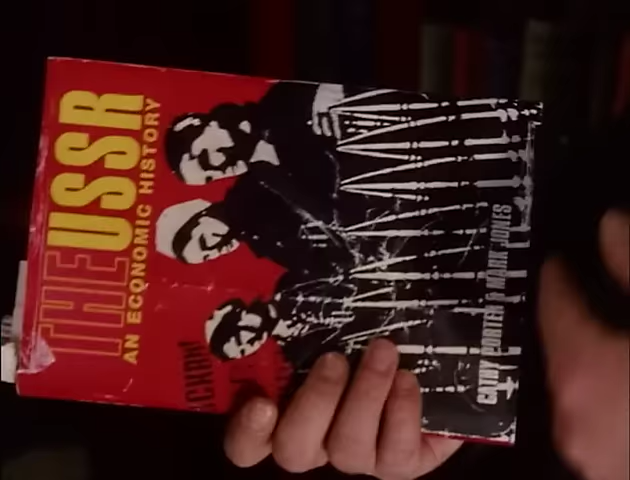 THE USSR
AN ECONOMIC HISTORY
CATHY PORTER & MARK JONES